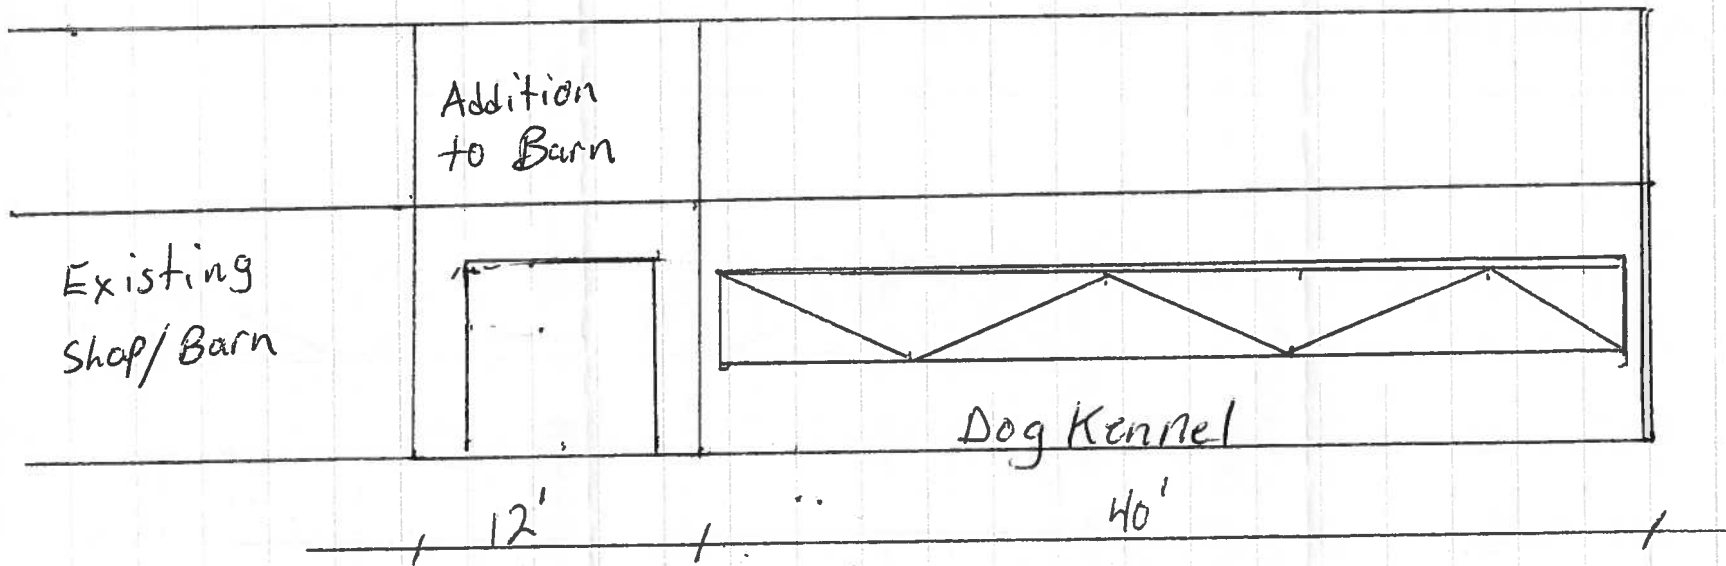 Addition
to Barn
Existing
Shop/Barn
Dog Kennel
12'
40'